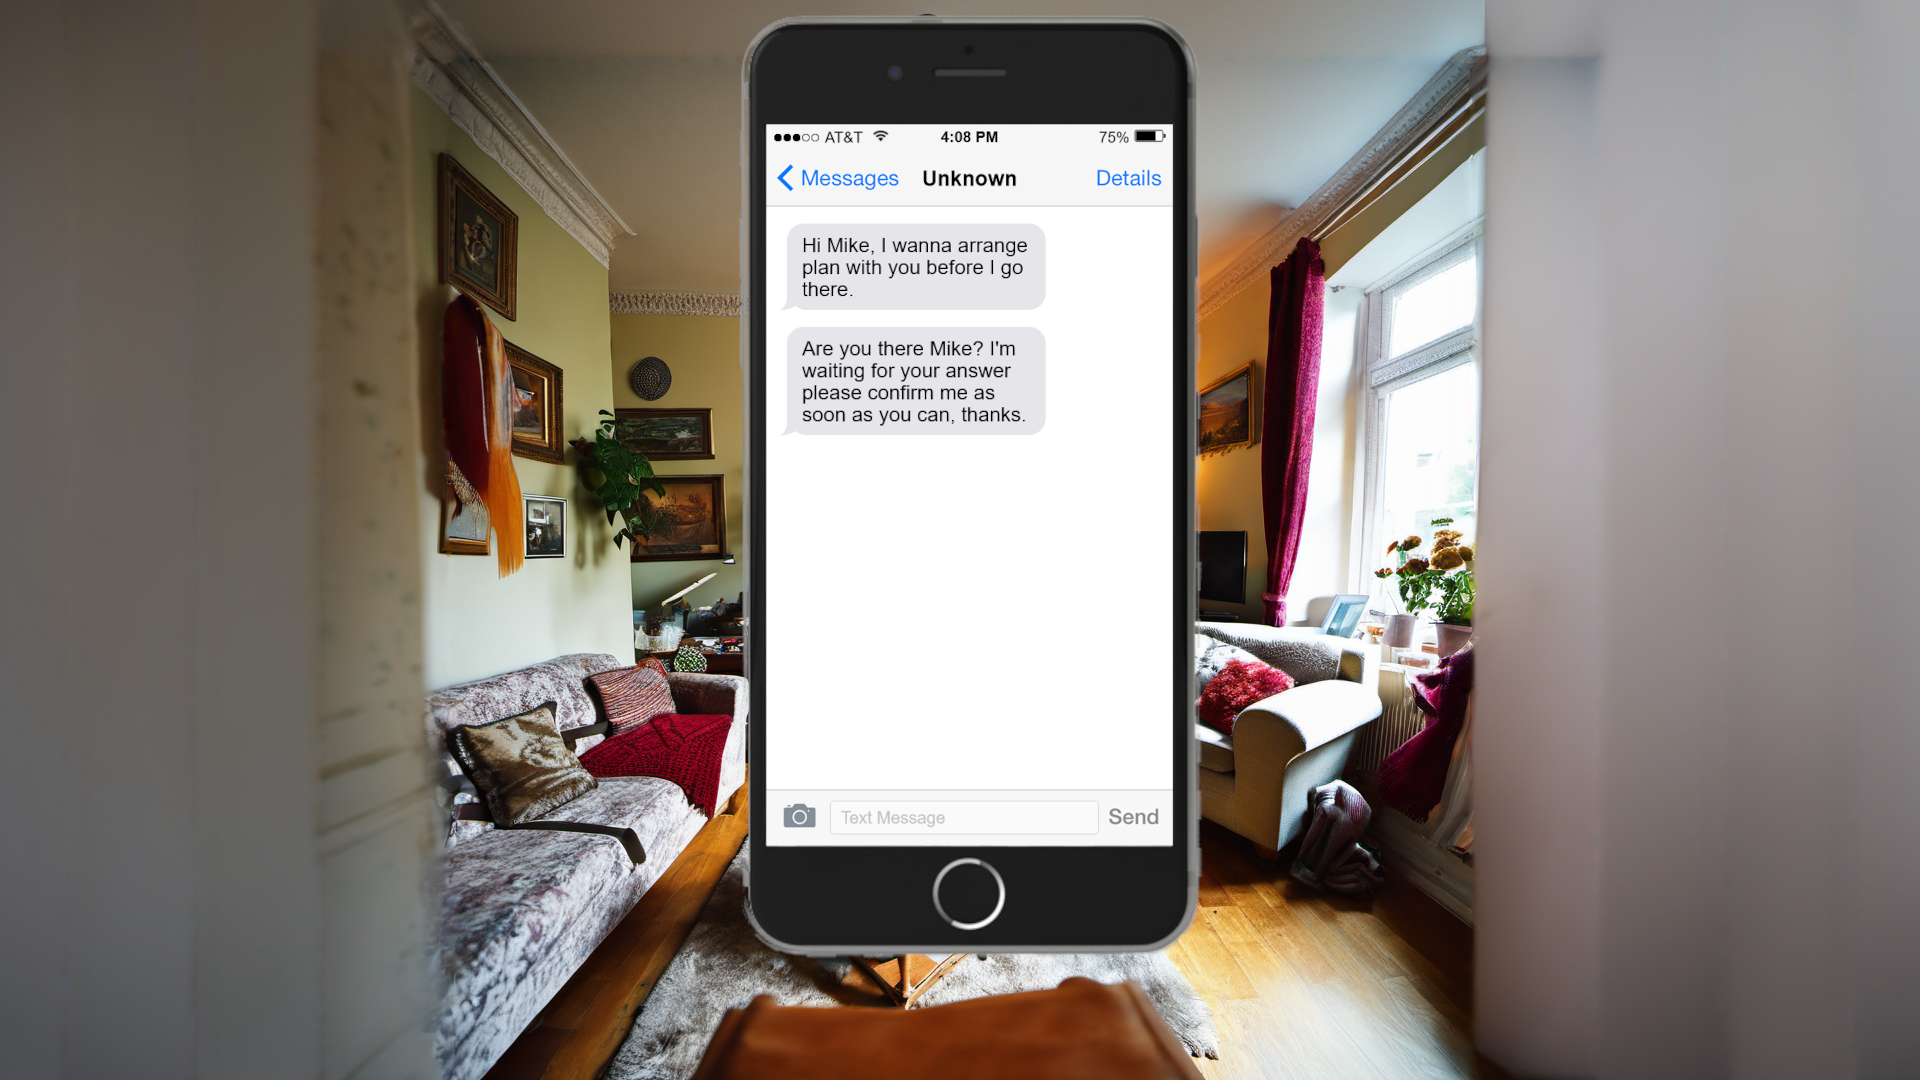 AT&T 4:08 PM 75%
Messages Unknown Details
Hi Mike, I wanna arrange
plan with you before I go
there.
Are you there Mike? I'm
waiting for your answer
please confirm me as
soon as you can, thanks.
Text Message Send